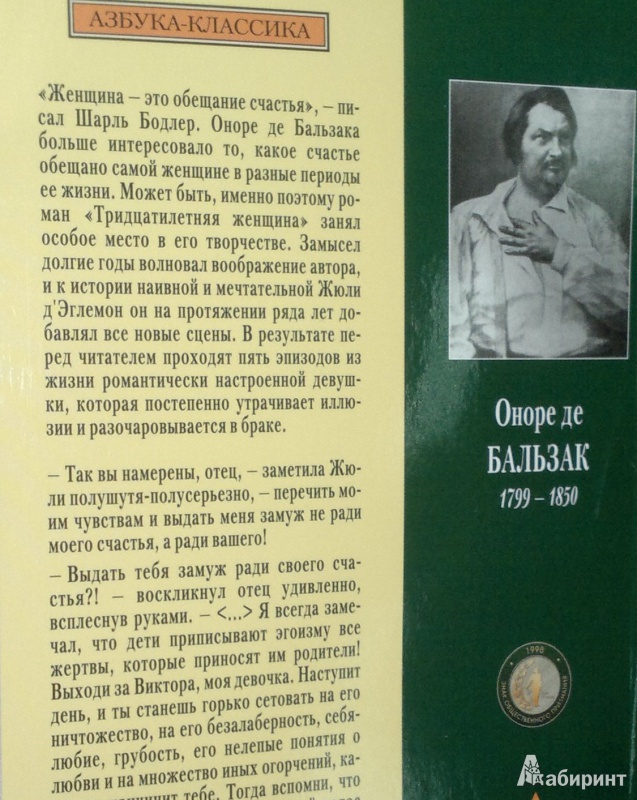 АЗБУКА-КЛАССИКА
«Женщина – это обещание счастья», – пи-
сал Шарль Бодлер. Оноре де Бальзака
больше интересовало то, какое счастье
обещано самой женщине в разные периоды
ее жизни. Может быть, именно поэтому ро-
ман «Тридцатилетняя женщина» занял
особое место в его творчестве. Замысел
долгие годы волновал воображение автора,
и к истории наивной и мечтательной Жюли
д'Эглемон он на протяжении ряда лет до-
бавлял все новые сцены. В результате пе-
ред читателем проходят пять эпизодов из
жизни романтически настроенной девуш-
ки, которая постепенно утрачивает иллю-
зии и разочаровывается в браке.
– Так вы намерены, отец, – заметила Жю-
ли полушутя-полусерьезно, – перечить мо-
им чувствам и выдать меня замуж не ради
моего счастья, а ради вашего!
– Выдать тебя замуж ради своего сча-
стья?! – воскликнул отец удивленно,
всплеснув руками. – <...> Я всегда заме-
чал, что дети приписывают эгоизму все
жертвы, которые приносят им родители!
Выходи за Виктора, моя девочка. Наступит
день, и ты станешь горько сетовать на его
ничтожество, на его безалаберность, себя-
любие, грубость, его нелепые понятия о
любви и на множество иных огорчений, ка-
тебе. Тогда вспомни, что
Оноре де
БАЛЬЗАК
1799 – 1850
1998
ЗНАК ОБЩЕСТВЕННОГО ПРИЗНАНИЯ
Лабиринт